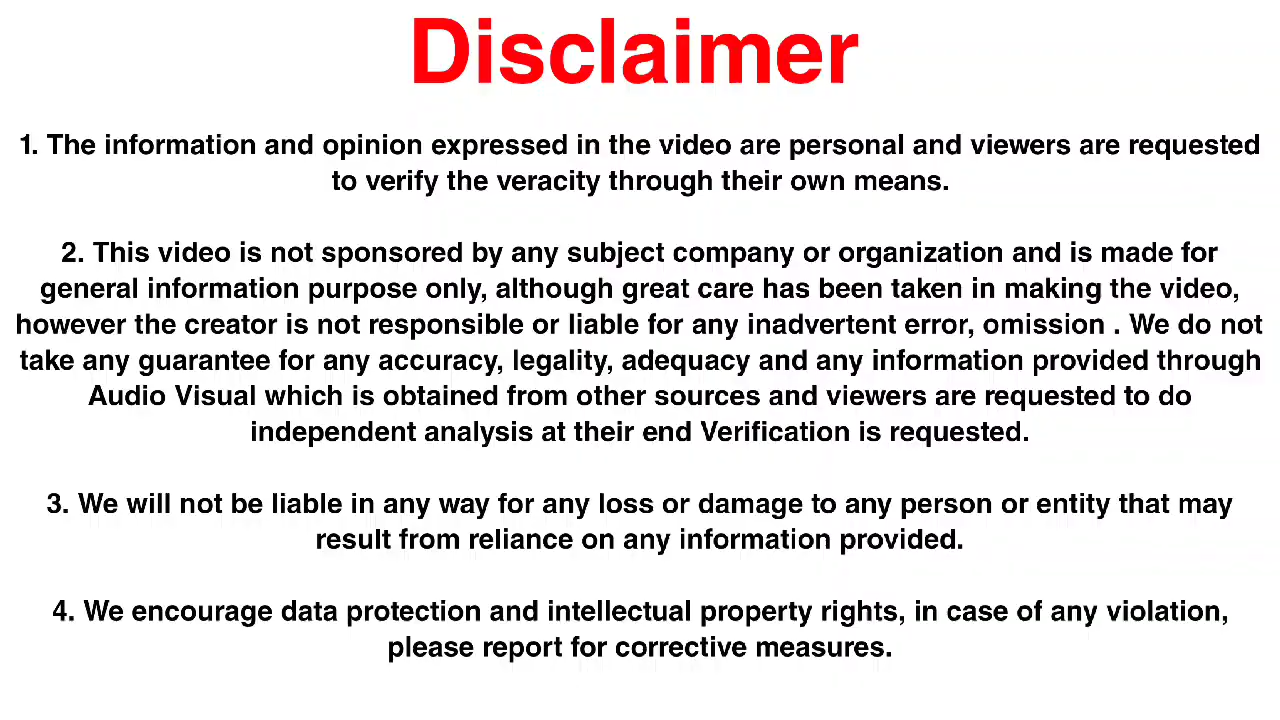 Disclaimer
1. The information and opinion expressed in the video are personal and viewers are requested
to verify the veracity through their own means.
2. This video is not sponsored by any subject company or organization and is made for
general information purpose only, although great care has been taken in making the video,
however the creator is not responsible or liable for any inadvertent error, omission . We do not
take any guarantee for any accuracy, legality, adequacy and any information provided through
Audio Visual which is obtained from other sources and viewers are requested to do
independent analysis at their end Verification is requested.
3. We will not be liable in any way for any loss or damage to any person or entity that may
result from reliance on any information provided.
4. We encourage data protection and intellectual property rights, in case of any violation,
please report for corrective measures.